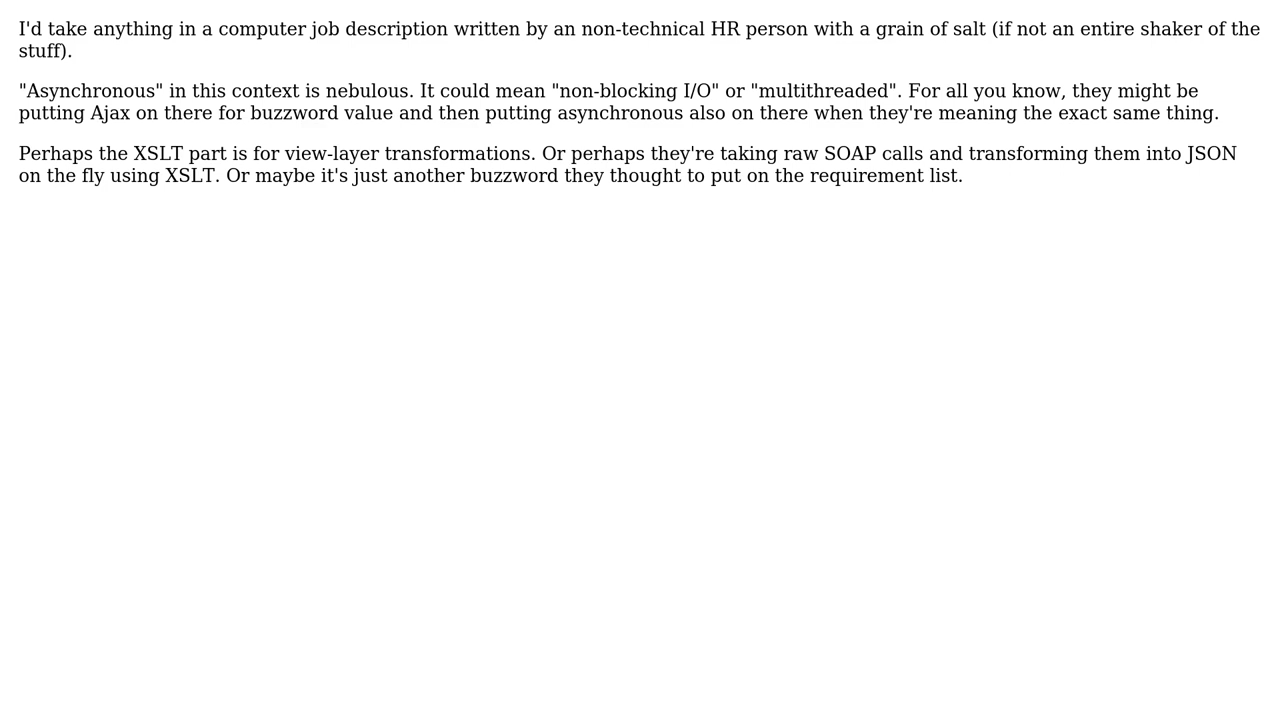 I'd take anything in a computer job description written by an non-technical HR person with a grain of salt (if not an entire shaker of the
stuff).
"Asynchronous" in this context is nebulous. It could mean "non-blocking I/O" or "multithreaded". For all you know, they might be
putting Ajax on there for buzzword value and then putting asynchronous also on there when they're meaning the exact same thing.
Perhaps the XSLT part is for view-layer transformations. Or perhaps they're taking raw SOAP calls and transforming them into JSON
on the fly using XSLT. Or maybe it's just another buzzword they thought to put on the requirement list.